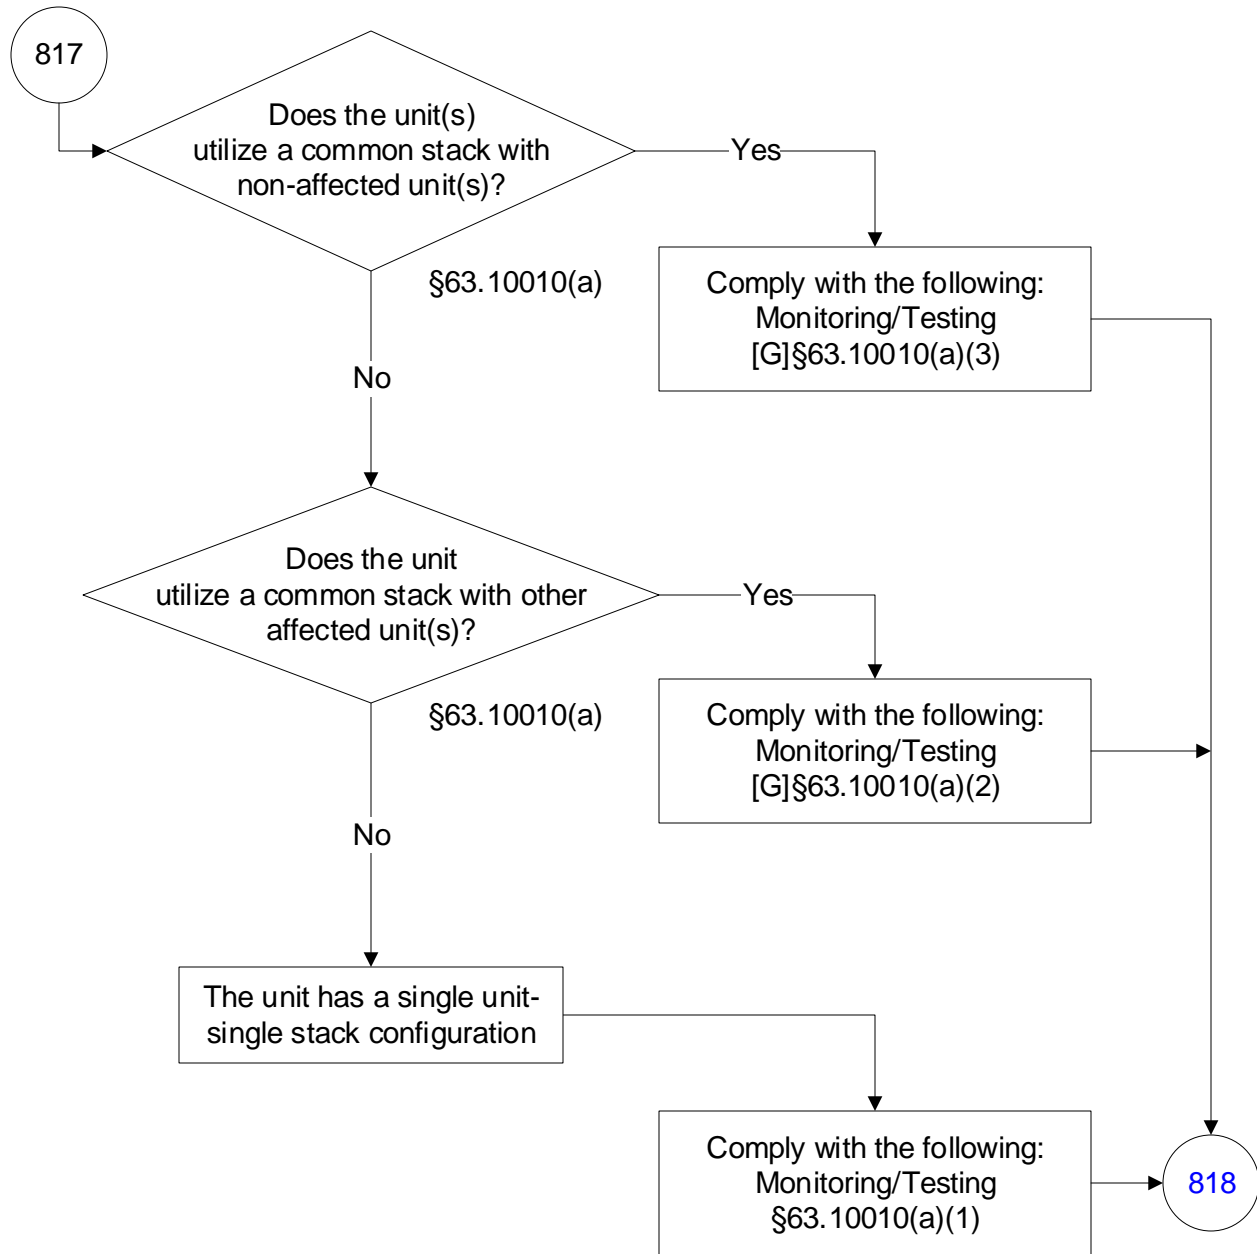 817
Does the unit(s)
utilize a common stack with
non-affected unit(s)?
Yes
§63.10010(a)
Comply with the following:
Monitoring/Testing
[G]§63.10010(a)(3)
No
Does the unit
utilize a common stack with other
affected unit(s)?
Yes
§63.10010(a)
Comply with the following:
Monitoring/Testing
[G]§63.10010(a)(2)
No
The unit has a single unit-
single stack configuration
Comply with the following:
Monitoring/Testing
§63.10010(a)(1)
818